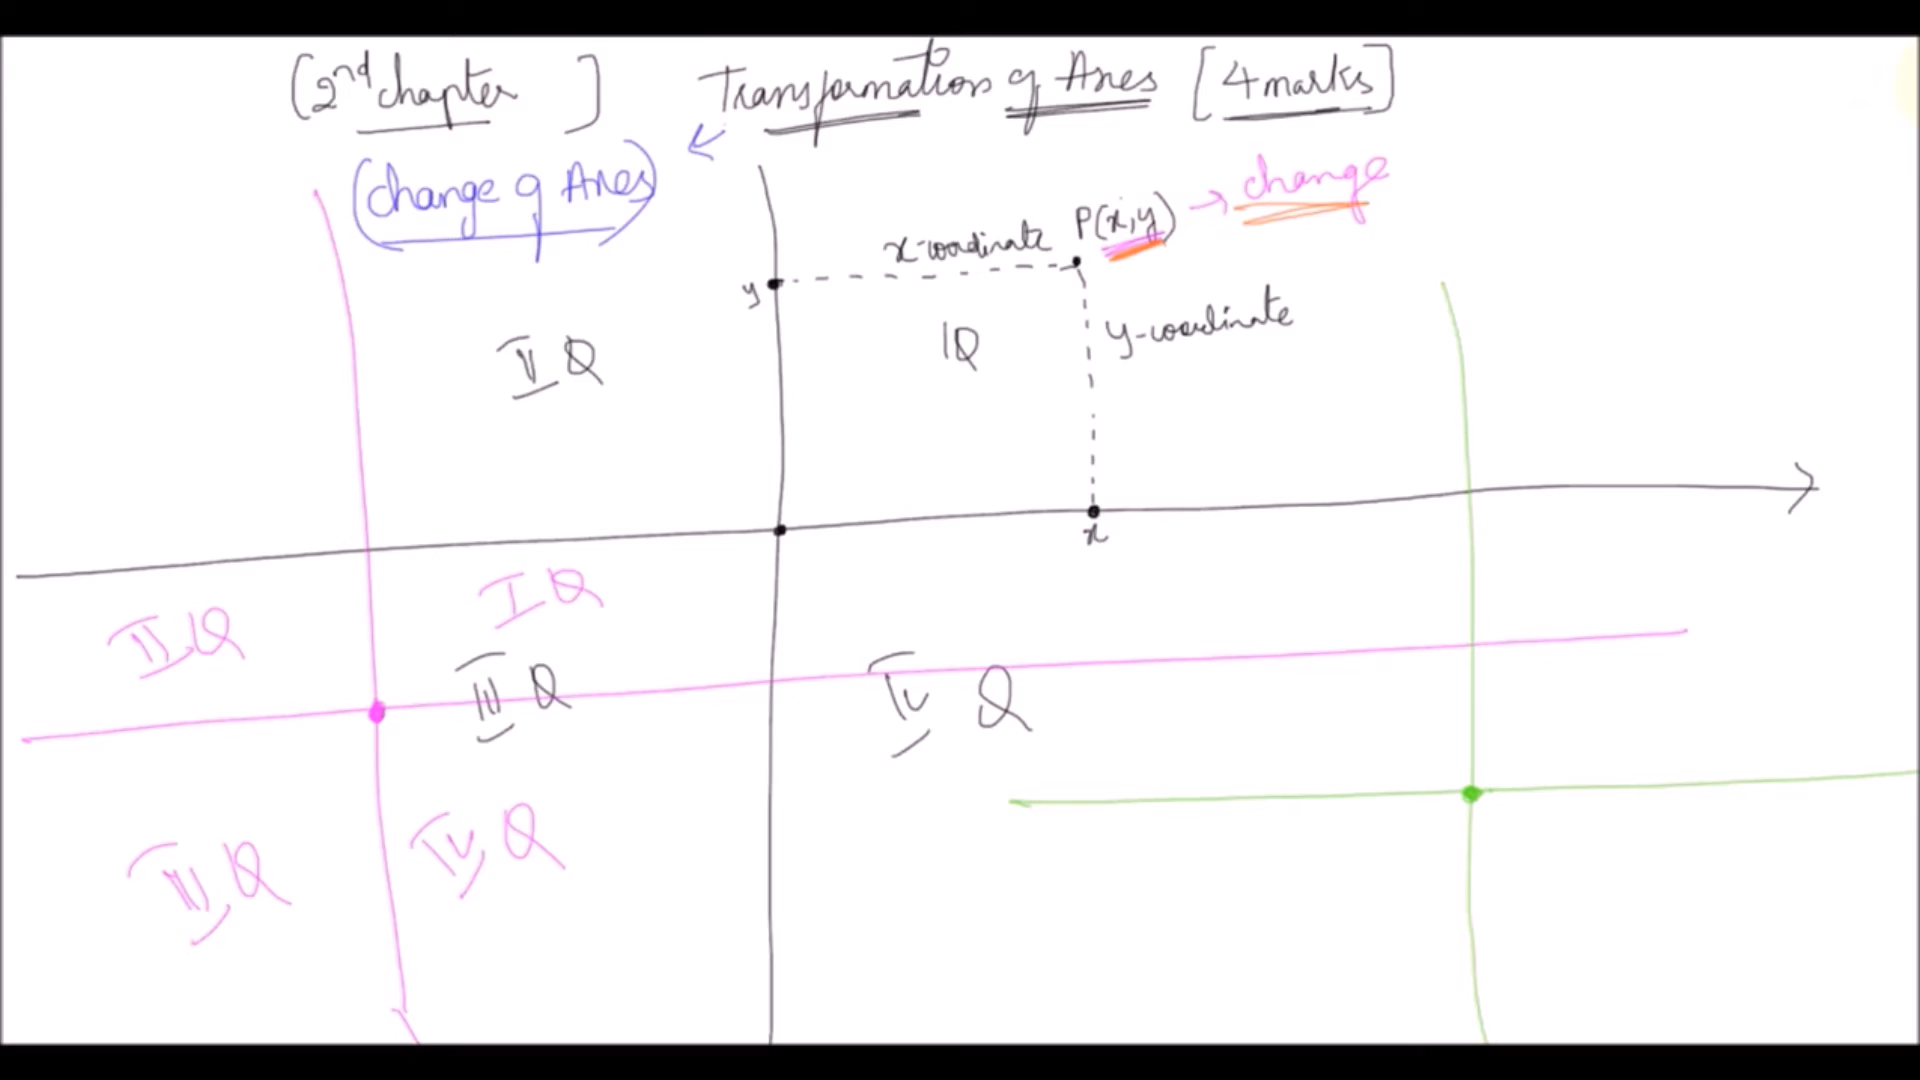 [2nd chapter ] Transformation of Axes [4 marks]
(change of Axes)
P(x,y) → change
x-coordinate
y
y-coordinate
II Q
IQ
x
I Q
II Q
III Q
IV Q
IV Q
III Q